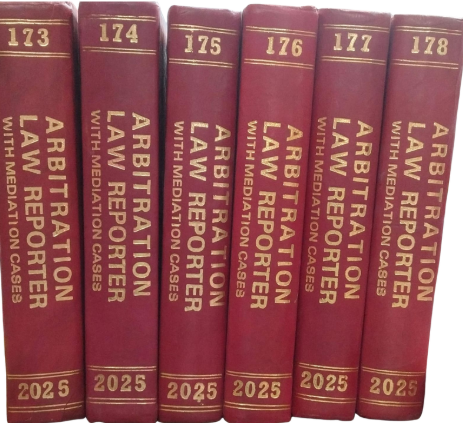 173
ARBITRATION
LAW REPORTER
WITH MEDIATION CASES
2025
174
ARBITRATION
LAW REPORTER
WITH MEDIATION CASES
2025
175
ARBITRATION
LAW REPORTER
WITH MEDIATION CASES
2025
176
ARBITRATION
LAW REPORTER
WITH MEDIATION CASES
2025
177
ARBITRATION
LAW REPORTER
WITH MEDIATION CASES
2025
178
ARBITRATION
LAW REPORTER
WITH MEDIATION CASES
2025